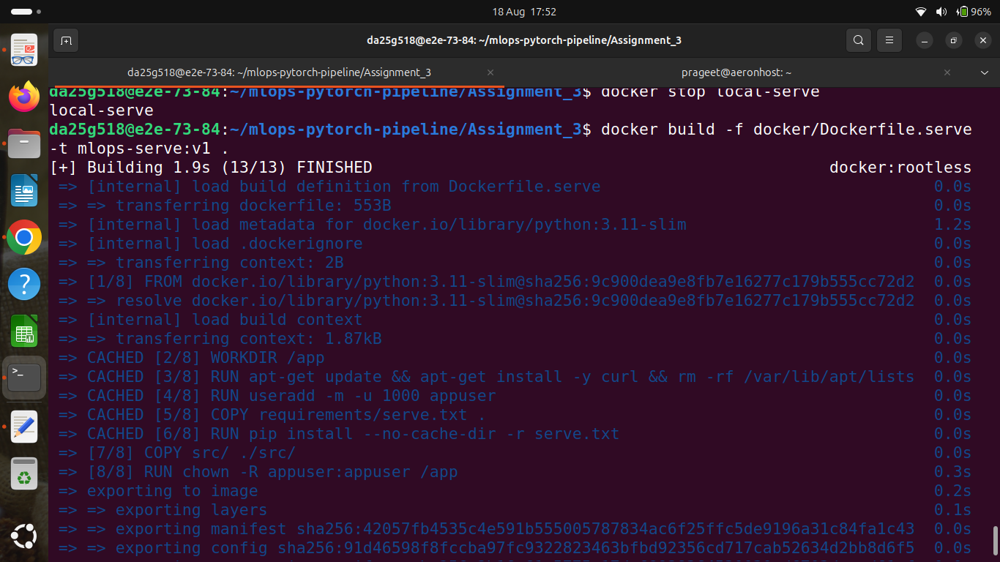 18 Aug 17:52
96%
da25g518@e2e-73-84: ~/mlops-pytorch-pipeline/Assignment_3
da25g518@e2e-73-84: ~/mlops-pytorch-pipeline/Assignment_3
prageet@aeronhost: ~
da25g518@e2e-73-84:~/mlops-pytorch-pipeline/Assignment_3$ docker stop local-serve
local-serve
da25g518@e2e-73-84:~/mlops-pytorch-pipeline/Assignment_3$ docker build -f docker/Dockerfile.serve
-t mlops-serve:v1 .
[+] Building 1.9s (13/13) FINISHED docker:rootless
=> [internal] load build definition from Dockerfile.serve 0.0s
=> => transferring dockerfile: 553B 0.0s
=> [internal] load metadata for docker.io/library/python:3.11-slim 1.2s
=> [internal] load .dockerignore 0.0s
=> => transferring context: 2B 0.0s
=> [1/8] FROM docker.io/library/python:3.11-slim@sha256:9c900dea9e8fb7e16277c179b555cc72d2 0.0s
=> => resolve docker.io/library/python:3.11-slim@sha256:9c900dea9e8fb7e16277c179b555cc72d2 0.0s
=> [internal] load build context 0.0s
=> => transferring context: 1.87kB 0.0s
=> CACHED [2/8] WORKDIR /app 0.0s
=> CACHED [3/8] RUN apt-get update && apt-get install -y curl && rm -rf /var/lib/apt/lists 0.0s
=> CACHED [4/8] RUN useradd -m -u 1000 appuser 0.0s
=> CACHED [5/8] COPY requirements/serve.txt . 0.0s
=> CACHED [6/8] RUN pip install --no-cache-dir -r serve.txt 0.0s
=> [7/8] COPY src/ ./src/ 0.0s
=> [8/8] RUN chown -R appuser:appuser /app 0.3s
=> exporting to image 0.2s
=> => exporting layers 0.1s
=> => exporting manifest sha256:42057fb4535c4e591b555005787834ac6f25ffc5de9196a31c84fa1c43 0.0s
=> => exporting config sha256:91d46598f8fccba97fc9322823463bfbd92356cd717cab52634d2bb8d6f5 0.0s